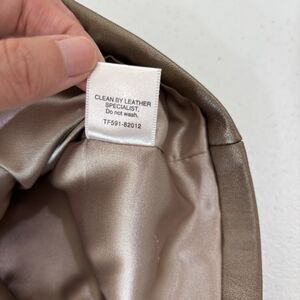 CLEAN BY LEATHER
SPECIALIST,
Do not wash.
TF591-82012